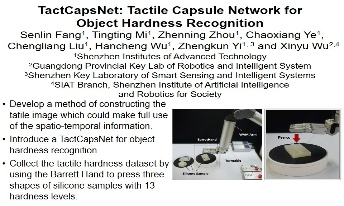 TactCapsNet: Tactile Capsule Network for
Object Hardness Recognition
Senlin Fang¹, Tingting Mi¹, Zhenning Zhou¹, Chaoxiang Ye¹,
Chengliang Liu¹, Hancheng Wu¹, Zhengkun Yi¹·³ and Xinyu Wu²·⁴
¹Shenzhen Institutes of Advanced Technology
²Guangdong Provincial Key Lab of Robotics and Intelligent System
³Shenzhen Key Laboratory of Smart Sensing and Intelligent Systems
⁴SIAT Branch, Shenzhen Institute of Artificial Intelligence
and Robotics for Society
• Develop a method of constructing the
tatile image which could make full use
of the spatio-temporal information.
• Introduce a TactCapsNet for object
hardness recognition.
• Collect the tactile hardness dataset by
using the Barrett Hand to press three
shapes of silicone samples with 13
hardness levels.
Press